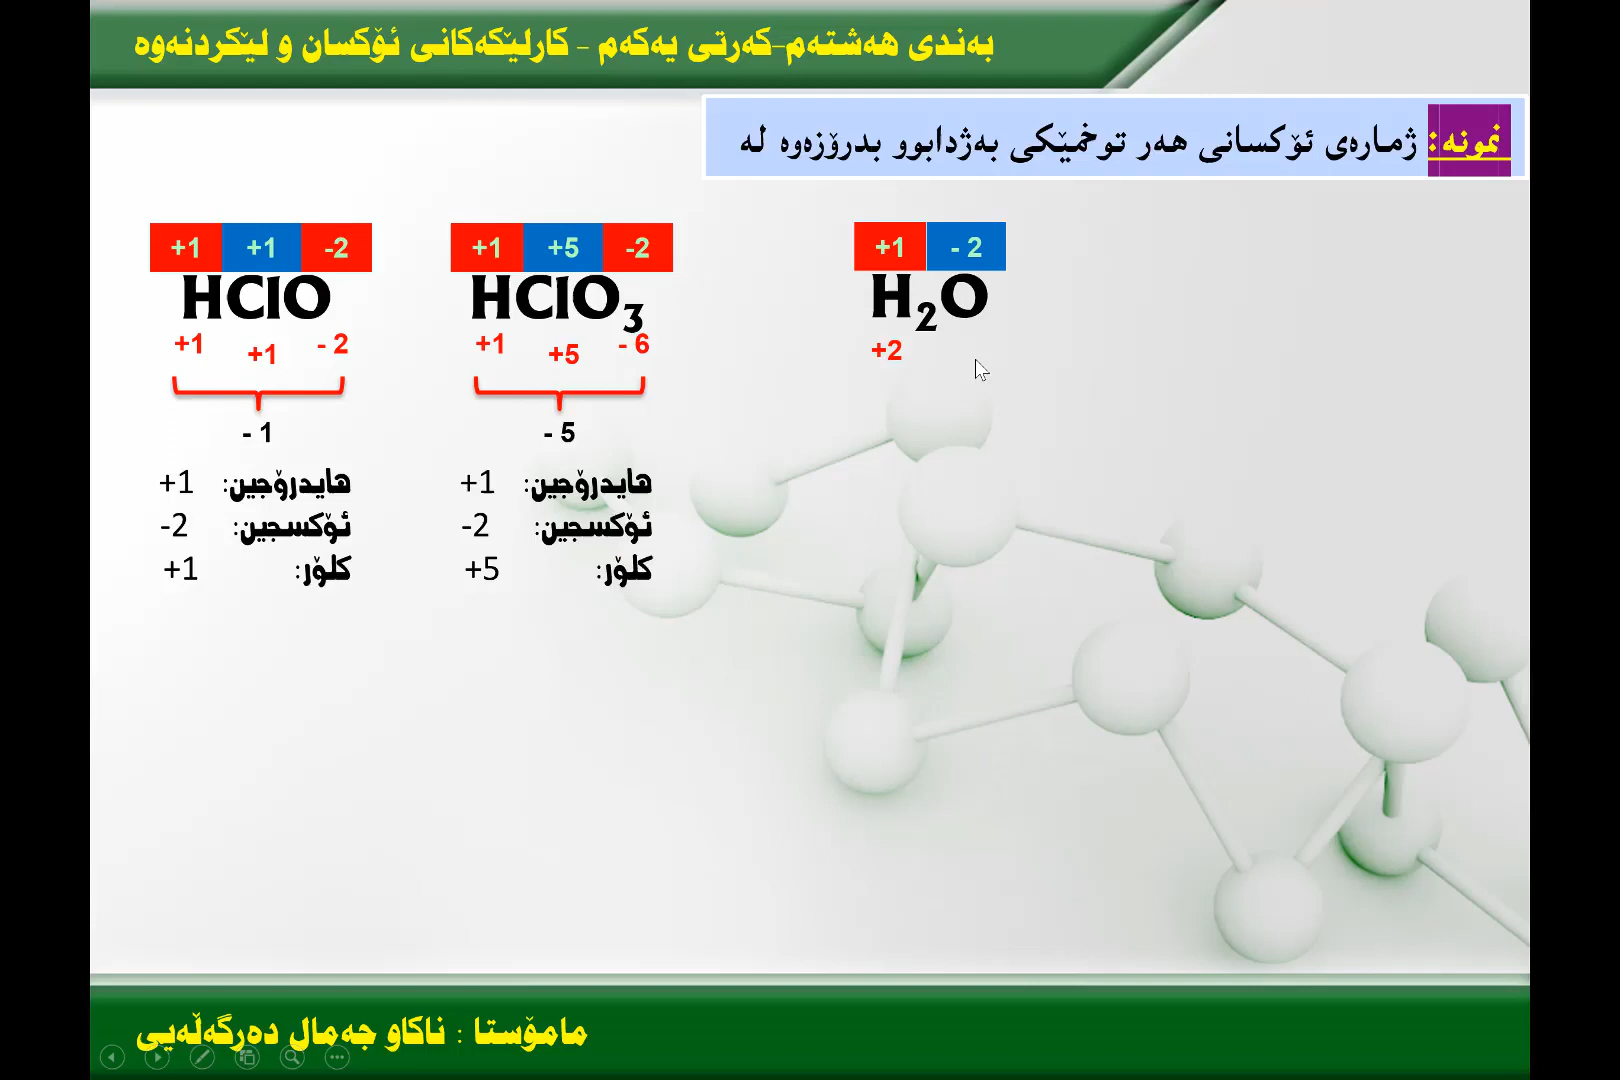 بەندی هەشتەم-کەرتی یەکەم - کارلێکەکانی ئۆکسان و لێکردنەوە
نمونە: ژمارەی ئۆکسانی هەر توخمێکی بەژدابوو بدرۆزەوە لە
+1 +1 -2
HClO
+1 +1 - 2
- 1
هایدرۆجین: +1
ئۆکسجین: -2
کلۆر: +1
+1 +5 -2
HClO₃
+1 +5 - 6
- 5
هایدرۆجین: +1
ئۆکسجین: -2
کلۆر: +5
+1 - 2
H₂O
+2
مامۆستا : ئاکاو جەمال دەرگەڵەیی